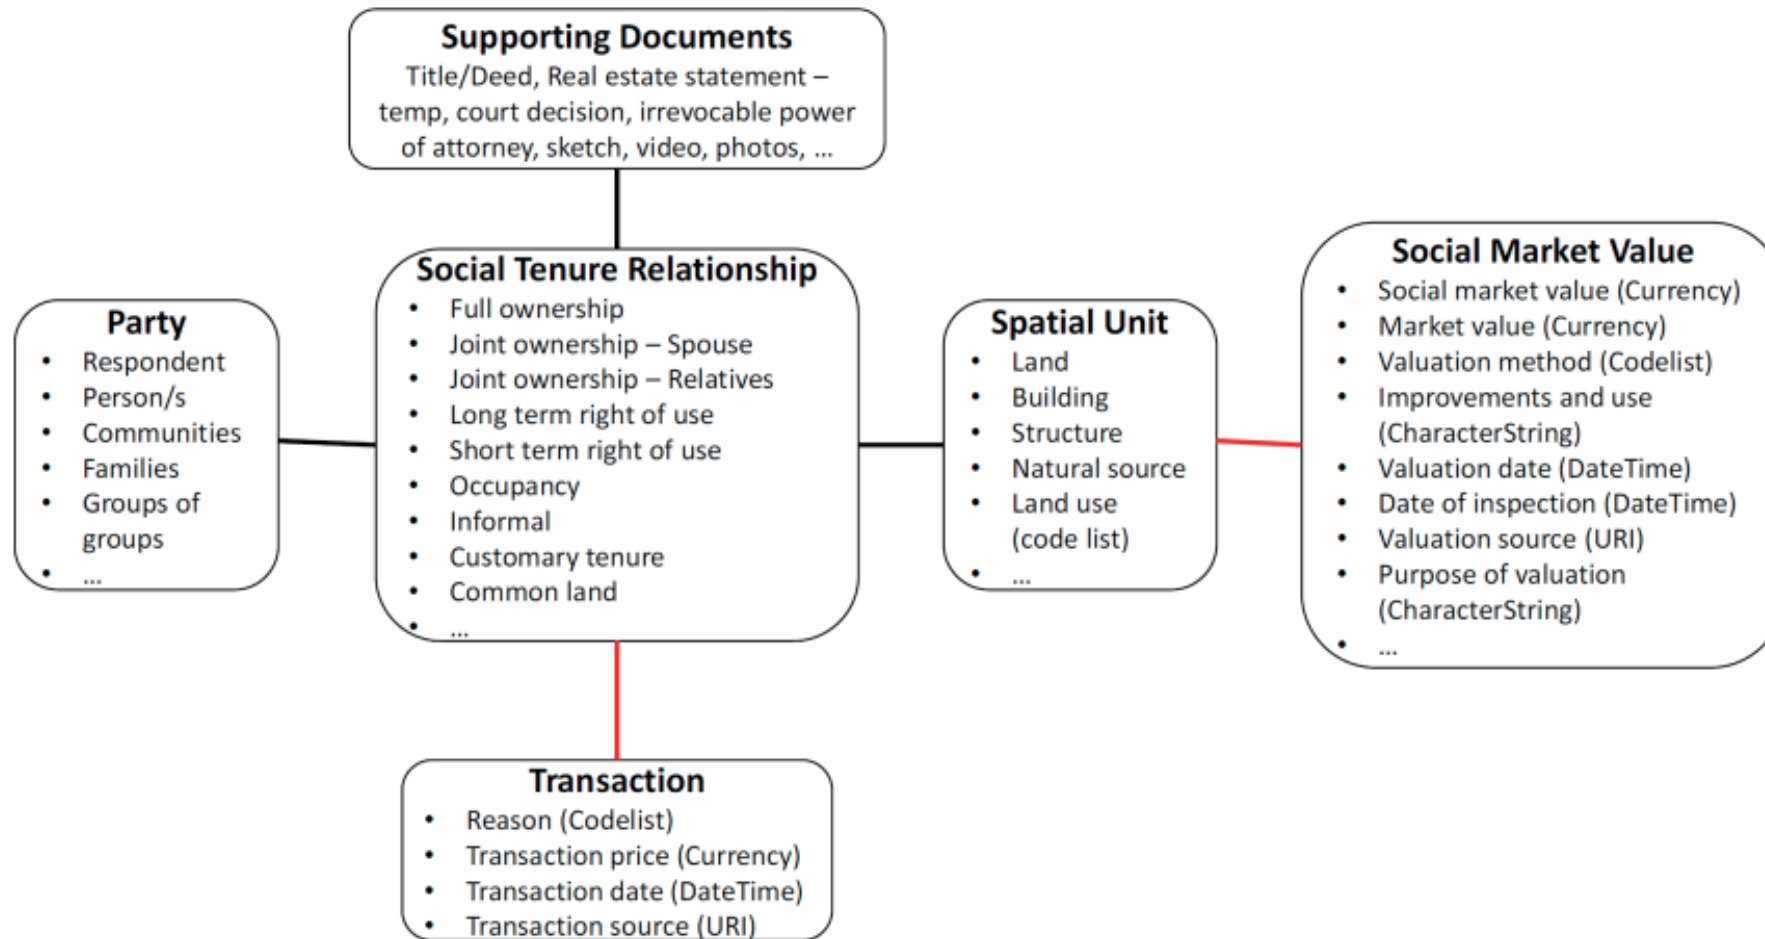 Supporting Documents
Title/Deed, Real estate statement –
temp, court decision, irrevocable power
of attorney, sketch, video, photos, ...
Party
• Respondent
• Person/s
• Communities
• Families
• Groups of
groups
• ...
Social Tenure Relationship
• Full ownership
• Joint ownership – Spouse
• Joint ownership – Relatives
• Long term right of use
• Short term right of use
• Occupancy
• Informal
• Customary tenure
• Common land
• ...
Spatial Unit
• Land
• Building
• Structure
• Natural source
• Land use
(code list)
• ...
Social Market Value
• Social market value (Currency)
• Market value (Currency)
• Valuation method (Codelist)
• Improvements and use
(CharacterString)
• Valuation date (DateTime)
• Date of inspection (DateTime)
• Valuation source (URI)
• Purpose of valuation
(CharacterString)
• ...
Transaction
• Reason (Codelist)
• Transaction price (Currency)
• Transaction date (DateTime)
• Transaction source (URI)